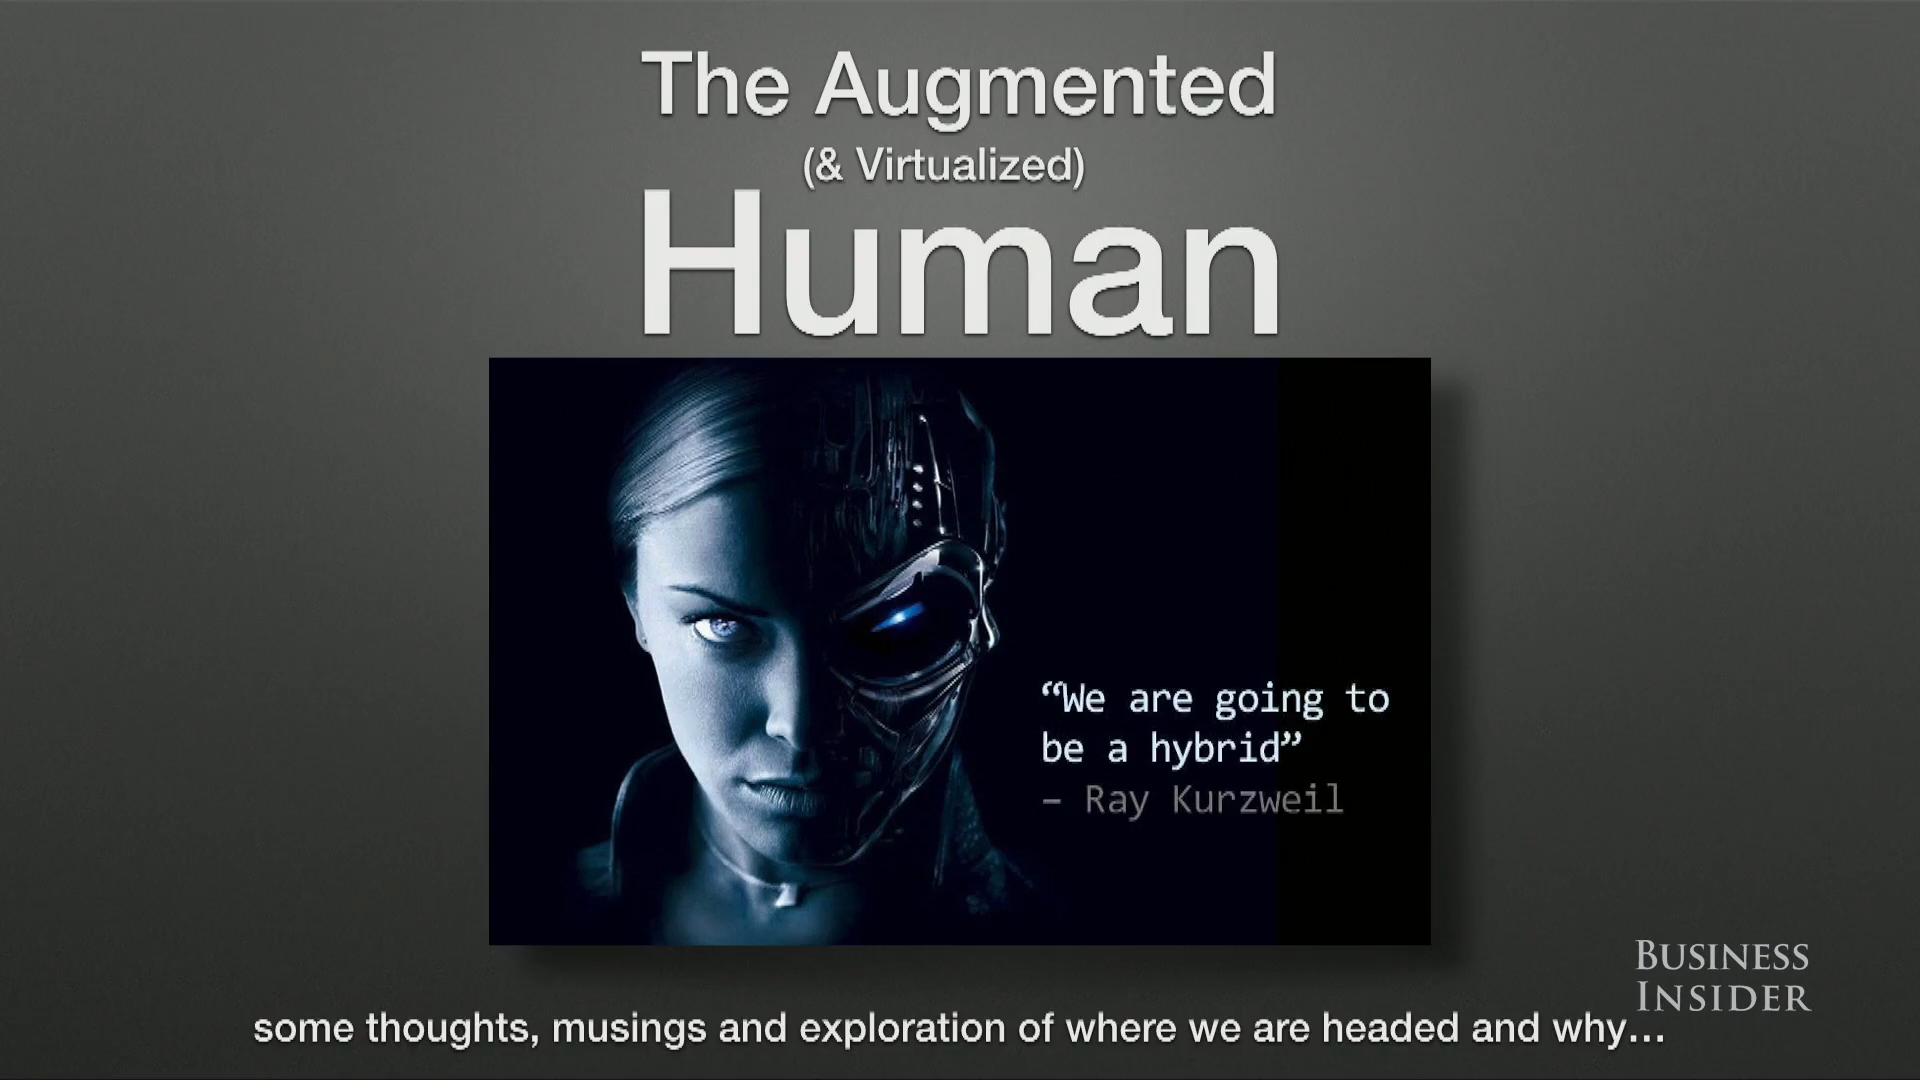 The Augmented
(& Virtualized)
Human
“We are going to
be a hybrid”
– Ray Kurzweil
BUSINESS
INSIDER
some thoughts, musings and exploration of where we are headed and why...